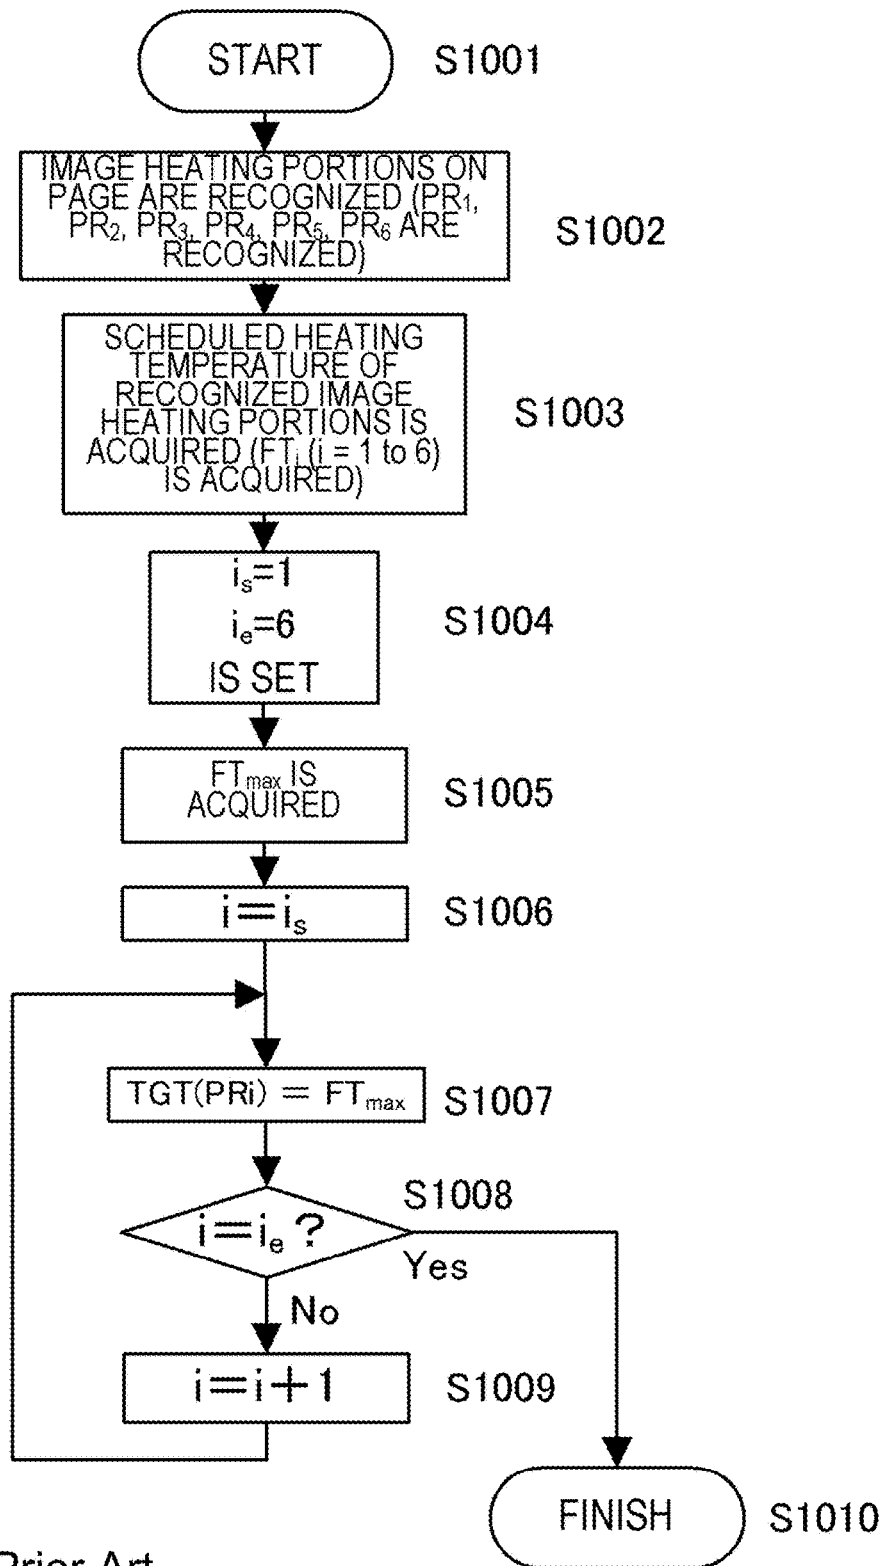 START
S1001
IMAGE HEATING PORTIONS ON
PAGE ARE RECOGNIZED (PR₁,
PR₂, PR₃, PR₄, PR₅, PR₆ ARE
RECOGNIZED)
S1002
SCHEDULED HEATING
TEMPERATURE OF
RECOGNIZED IMAGE
HEATING PORTIONS IS
ACQUIRED (FTᵢ (i = 1 to 6)
IS ACQUIRED)
S1003
iₛ=1
iₑ=6
IS SET
S1004
FTₘₐₓ IS
ACQUIRED
S1005
i=iₛ
S1006
TGT(PRi) = FTₘₐₓ
S1007
S1008
i=iₑ ?
Yes
No
i=i+1
S1009
FINISH
S1010
Prior Art